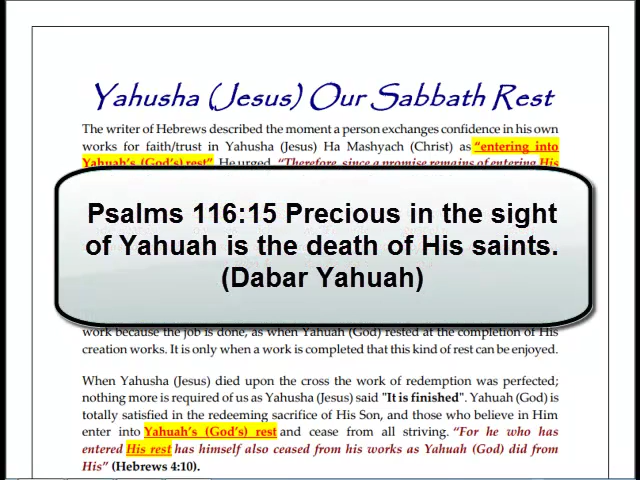 Yahusha (Jesus) Our Sabbath Rest
The writer of Hebrews described the moment a person exchanges confidence in his own
works for faith/trust in Yahusha (Jesus) Ha Mashyach (Christ) as "entering into
Yahuah's (God's) rest". He urged, "Therefore, since a promise remains of entering His
Psalms 116:15 Precious in the sight
of Yahuah is the death of His saints.
(Dabar Yahuah)
work because the job is done, as when Yahuah (God) rested at the completion of His
creation works. It is only when a work is completed that this kind of rest can be enjoyed.
When Yahusha (Jesus) died upon the cross the work of redemption was perfected;
nothing more is required of us as Yahusha (Jesus) said "It is finished". Yahuah (God) is
totally satisfied in the redeeming sacrifice of His Son, and those who believe in Him
enter into Yahuah's (God's) rest and cease from all striving. "For he who has
entered His rest has himself also ceased from his works as Yahuah (God) did from
His" (Hebrews 4:10).